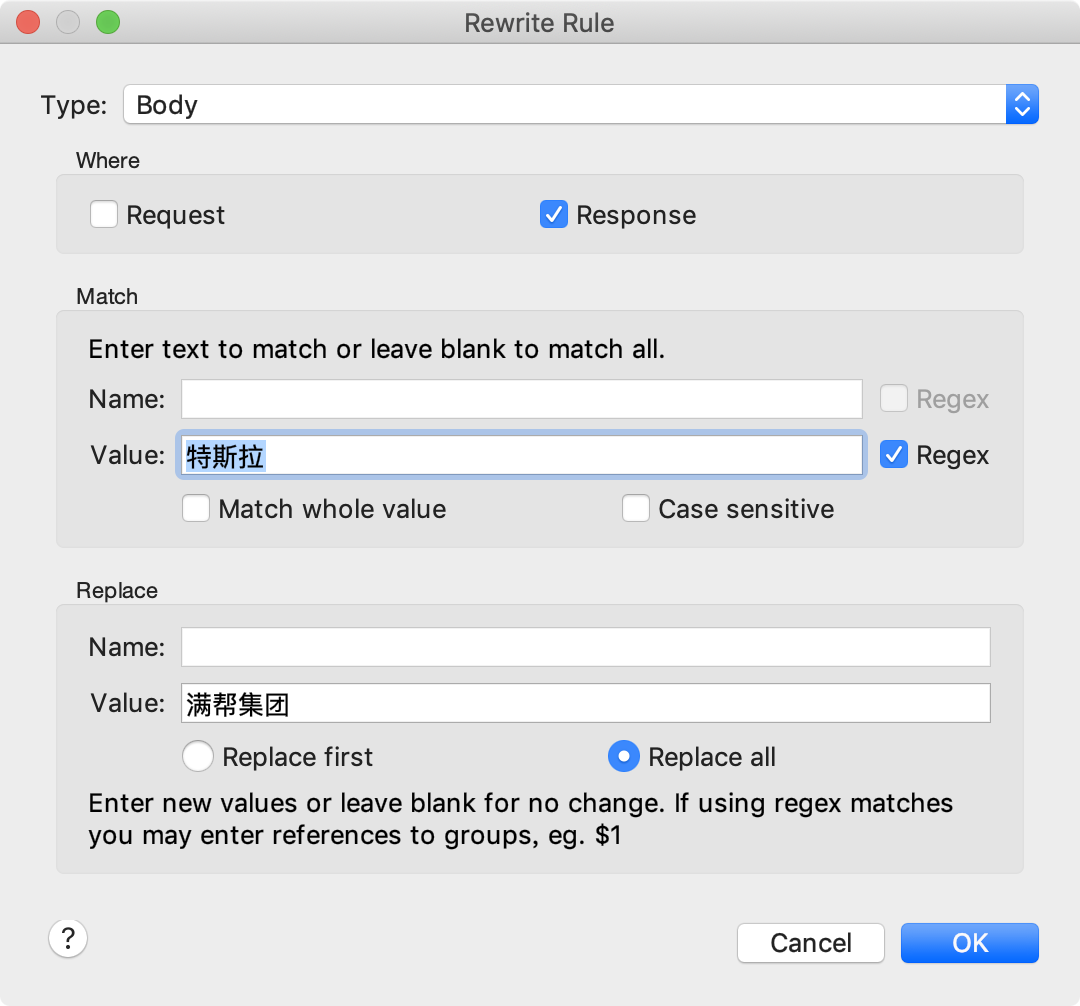 Rewrite Rule
Type: Body
Where
Request Response
Match
Enter text to match or leave blank to match all.
Name: Regex
Value: 特斯拉 Regex
Match whole value Case sensitive
Replace
Name:
Value: 满帮集团
Replace first Replace all
Enter new values or leave blank for no change. If using regex matches
you may enter references to groups, eg. $1
? Cancel OK